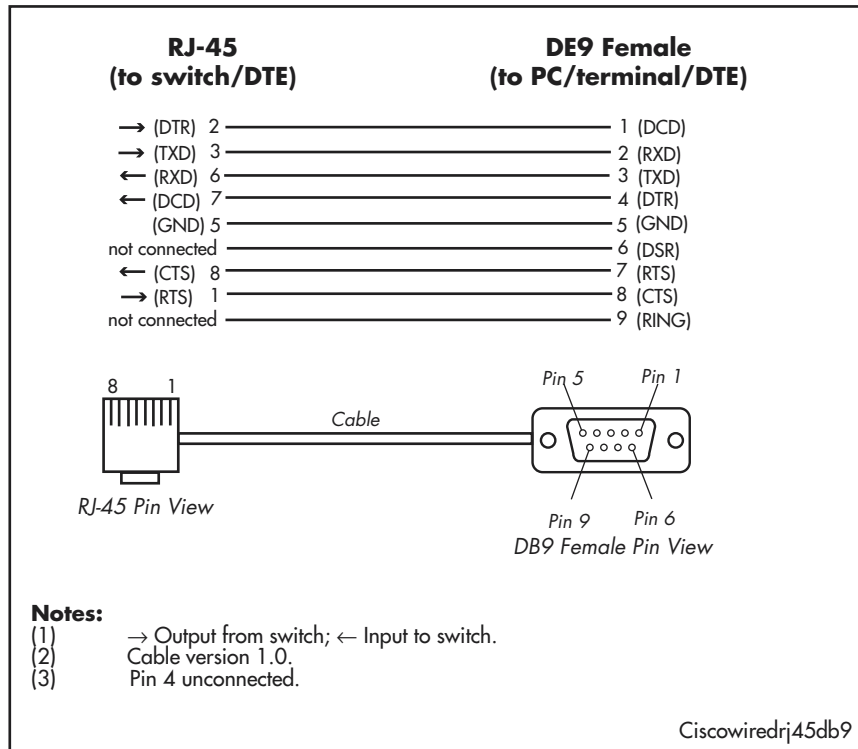 RJ-45 DE9 Female
(to switch/DTE) (to PC/terminal/DTE)
→ (DTR) 2 1 (DCD)
→ (TXD) 3 2 (RXD)
← (RXD) 6 3 (TXD)
← (DCD) 7 4 (DTR)
(GND) 5 5 (GND)
not connected 6 (DSR)
← (CTS) 8 7 (RTS)
→ (RTS) 1 8 (CTS)
not connected 9 (RING)
8 1 Pin 5 Pin 1
Cable
RJ-45 Pin View
Pin 9 Pin 6
DB9 Female Pin View
Notes:
(1) → Output from switch; ← Input to switch.
(2) Cable version 1.0.
(3) Pin 4 unconnected.
Ciscowiredrj45db9